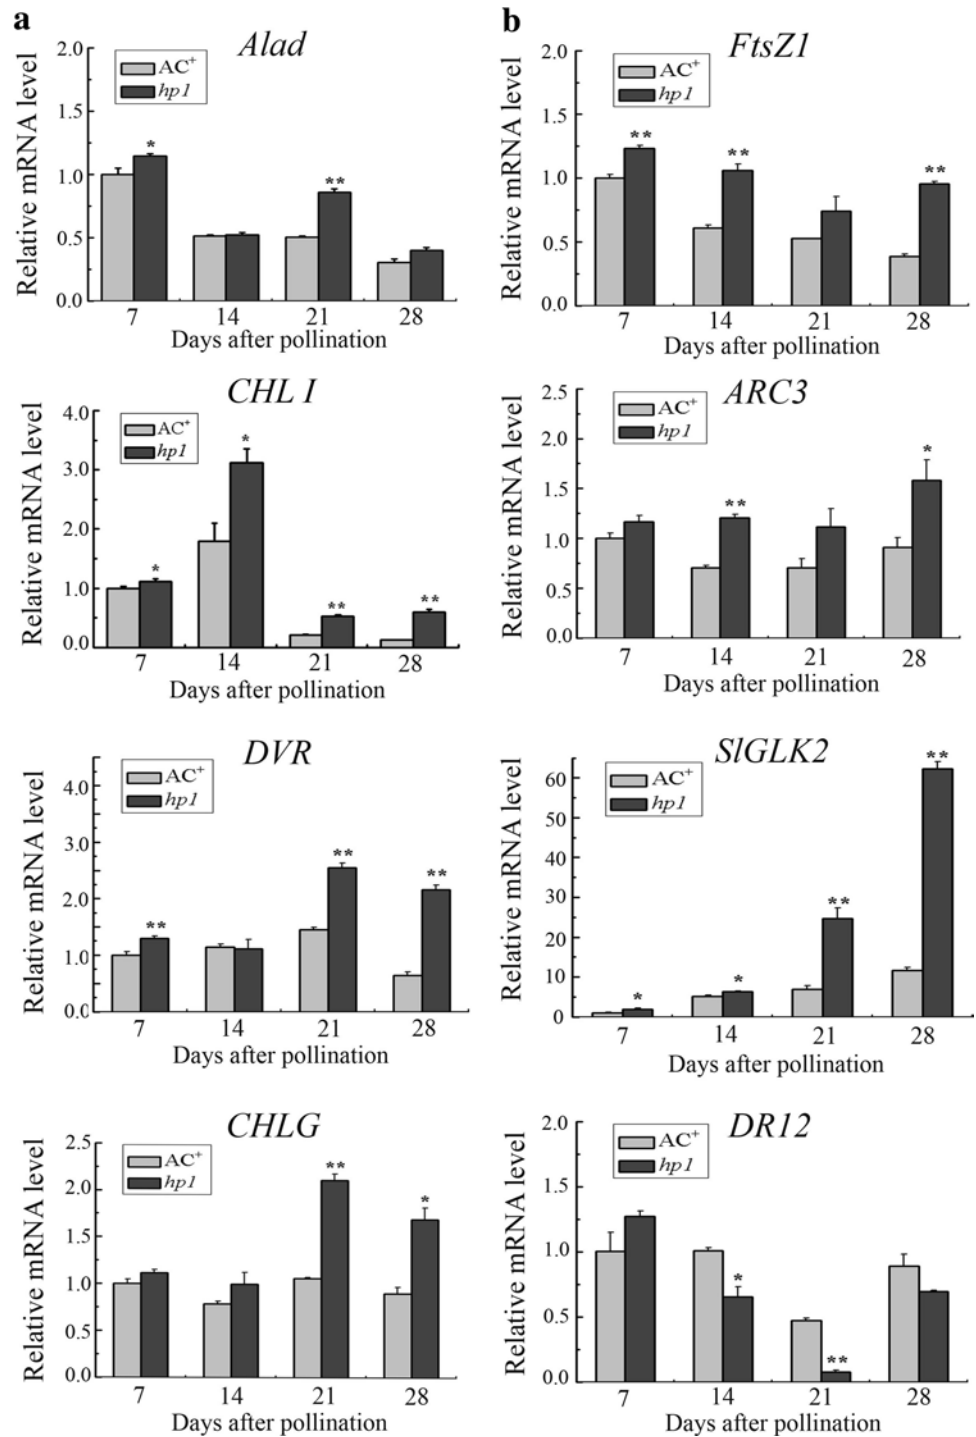 a
Alad
AC+
hp1
Relative mRNA level
2.0
1.5
1.0
0.5
0.0
*
**
7 14 21 28
Days after pollination
CHL I
AC+
hp1
Relative mRNA level
4.0
3.0
2.0
1.0
0.0
*
*
**
**
7 14 21 28
Days after pollination
DVR
AC+
hp1
Relative mRNA level
4.0
3.0
2.0
1.0
0.0
**
**
**
7 14 21 28
Days after pollination
CHLG
AC+
hp1
Relative mRNA level
2.5
2.0
1.5
1.0
0.5
0.0
**
*
7 14 21 28
Days after pollination
b
FtsZ1
AC+
hp1
Relative mRNA level
2.0
1.5
1.0
0.5
0.0
**
**
**
7 14 21 28
Days after pollination
ARC3
AC+
hp1
Relative mRNA level
2.5
2.0
1.5
1.0
0.5
0.0
**
*
7 14 21 28
Days after pollination
SlGLK2
AC+
hp1
Relative mRNA level
60
50
40
30
20
10
0
*
*
**
**
7 14 21 28
Days after pollination
DR12
AC+
hp1
Relative mRNA level
2.0
1.5
1.0
0.5
0.0
*
**
7 14 21 28
Days after pollination